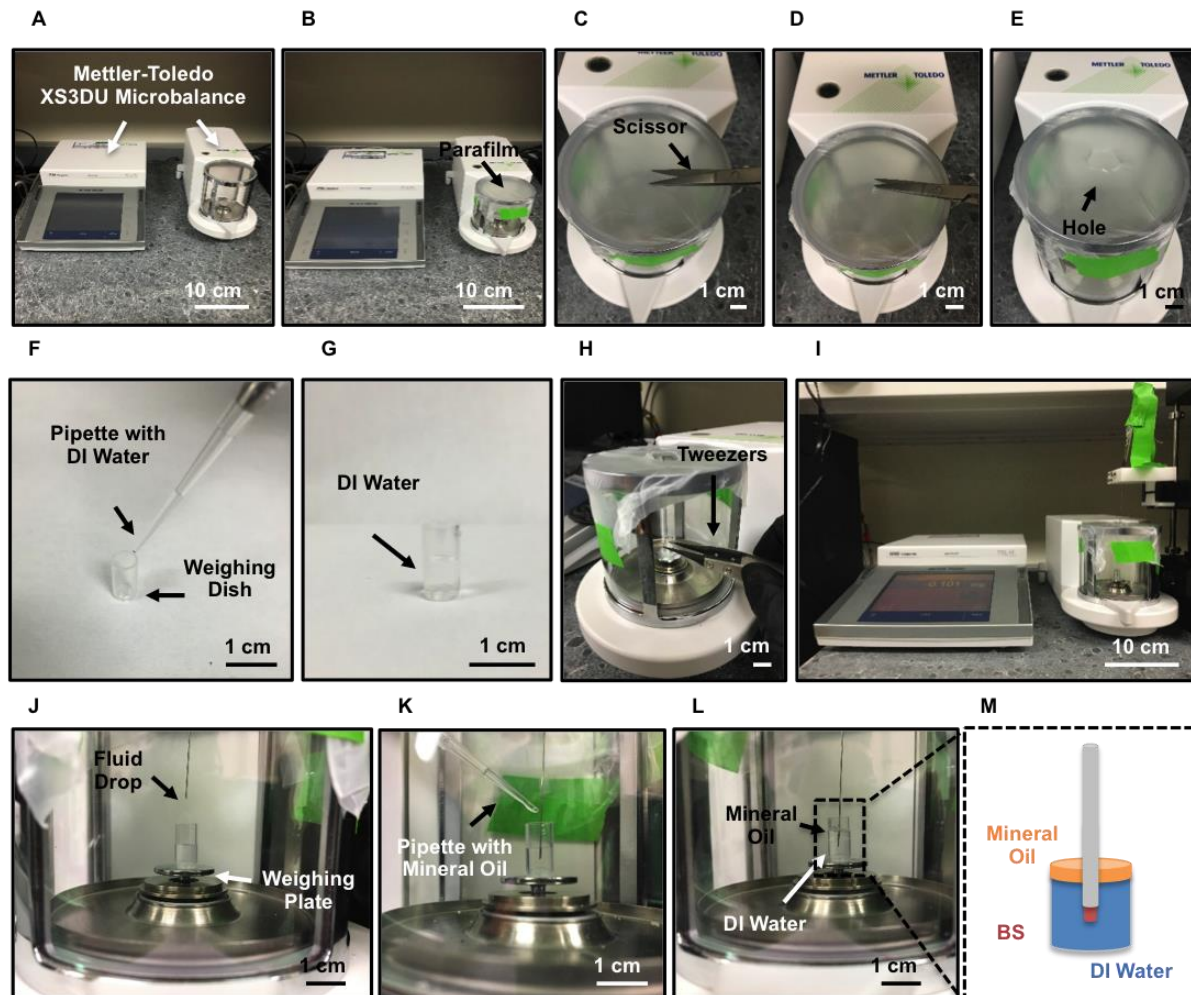 A
B
C
D
E
Mettler-Toledo
XS3DU Microbalance
10 cm
Parafilm
10 cm
METTLER TOLEDO
Scissor
1 cm
METTLER TOLEDO
1 cm
METTLER TOLEDO
Hole
1 cm
F
G
H
I
Pipette with
DI Water
Weighing
Dish
1 cm
DI Water
1 cm
Tweezers
1 cm
10 cm
J
K
L
M
Fluid
Drop
Weighing
Plate
1 cm
Pipette with
Mineral Oil
1 cm
Mineral
Oil
DI Water
1 cm
Mineral
Oil
BS
DI Water